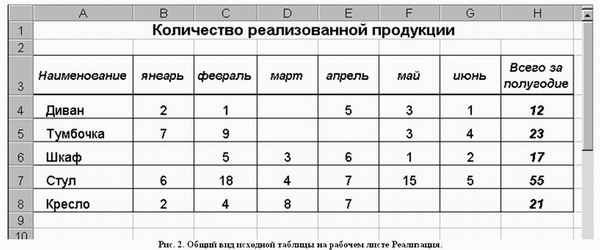 A B C D E F G H
1 Количество реализованной продукции
2
3 Наименование январь февраль март апрель май июнь Всего за полугодие
4 Диван 2 1 5 3 1 12
5 Тумбочка 7 9 3 4 23
6 Шкаф 5 3 6 1 2 17
7 Стул 6 18 4 7 15 5 55
8 Кресло 2 4 8 7 21
9
10
Рис. 2. Общий вид исходной таблицы на рабочем листе Реализация.